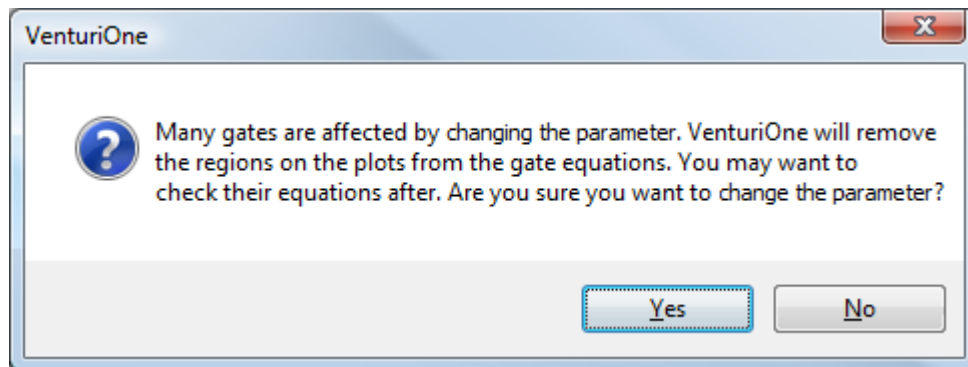 VenturiOne
Many gates are affected by changing the parameter. VenturiOne will remove
the regions on the plots from the gate equations. You may want to
check their equations after. Are you sure you want to change the parameter?
Yes
No